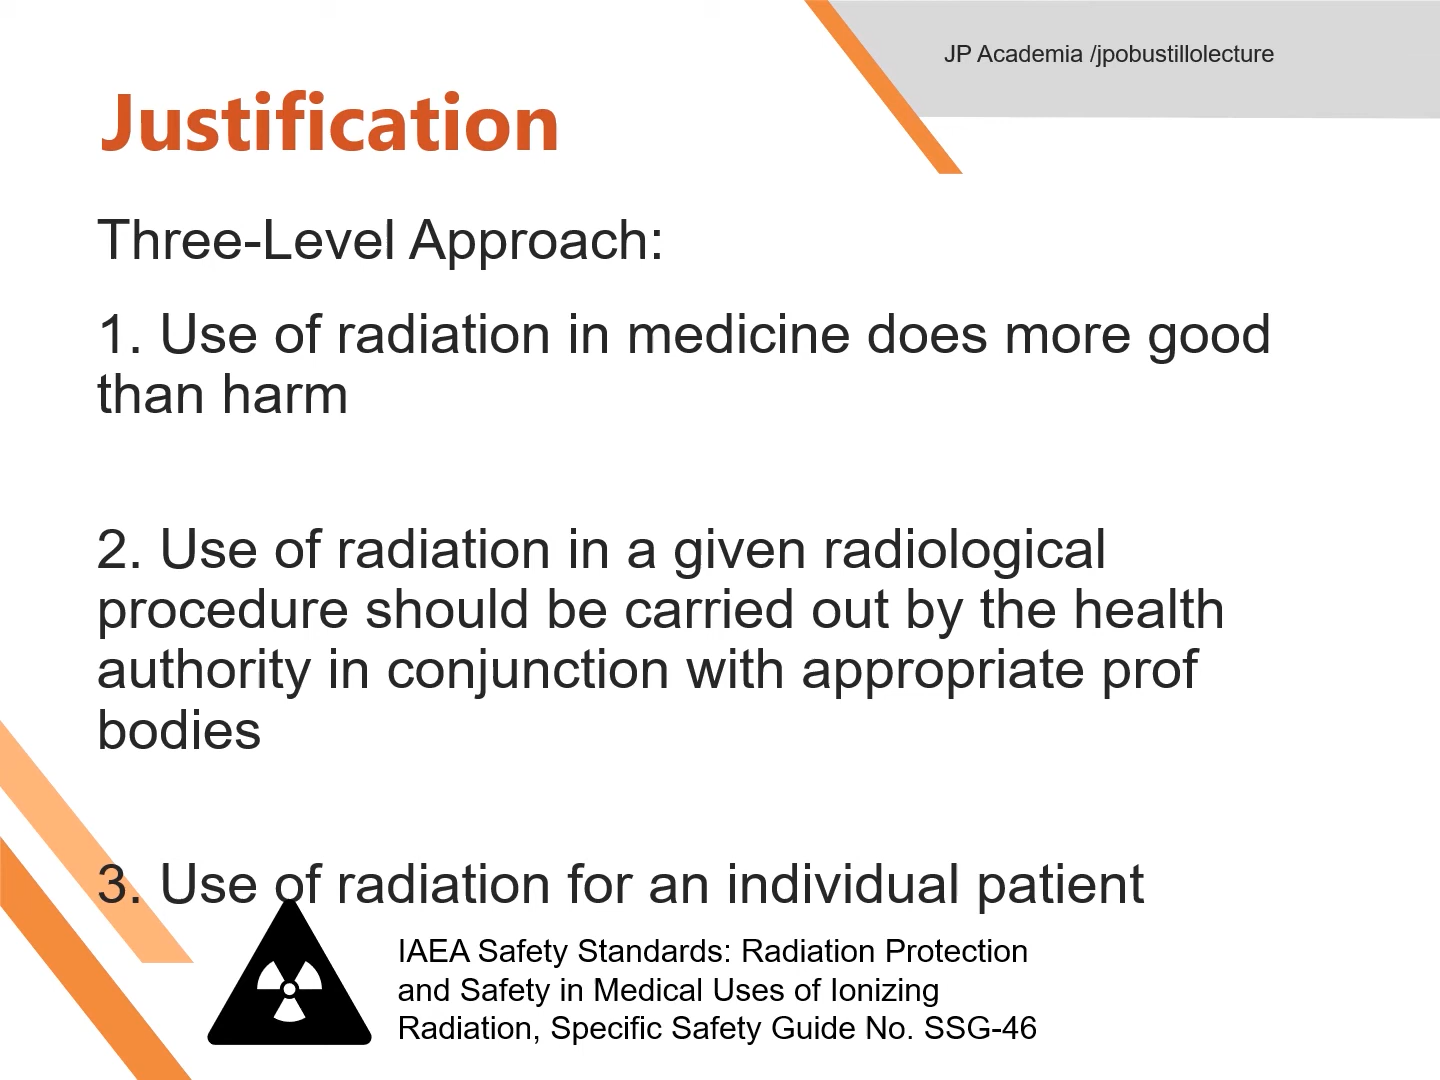 JP Academia /jpobustillolecture
Justification
Three-Level Approach:
1. Use of radiation in medicine does more good
than harm
2. Use of radiation in a given radiological
procedure should be carried out by the health
authority in conjunction with appropriate prof
bodies
3. Use of radiation for an individual patient
IAEA Safety Standards: Radiation Protection
and Safety in Medical Uses of Ionizing
Radiation, Specific Safety Guide No. SSG-46